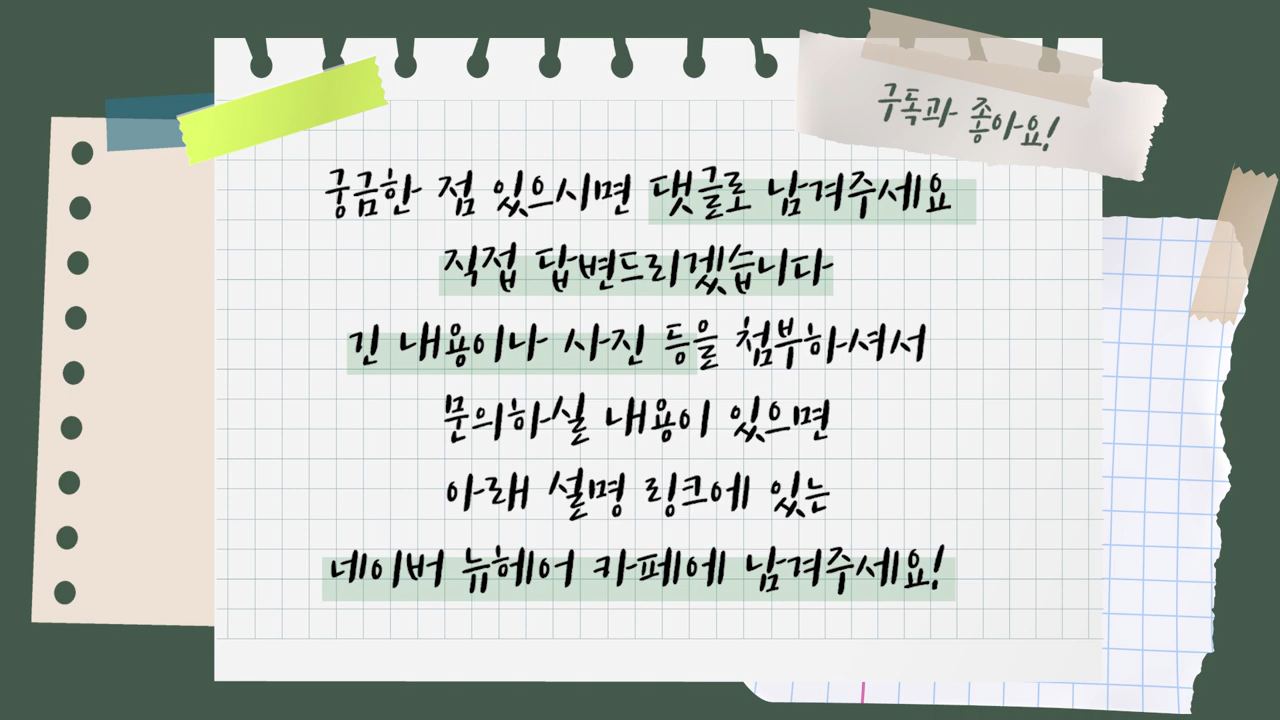 구독과 좋아요!
궁금한 점 있으시면 댓글로 남겨주세요
직접 답변드리겠습니다
긴 내용이나 사진 등을 첨부하셔서
문의하실 내용이 있으면
아래 설명 링크에 있는
네이버 뉴헤어 카페에 남겨주세요!